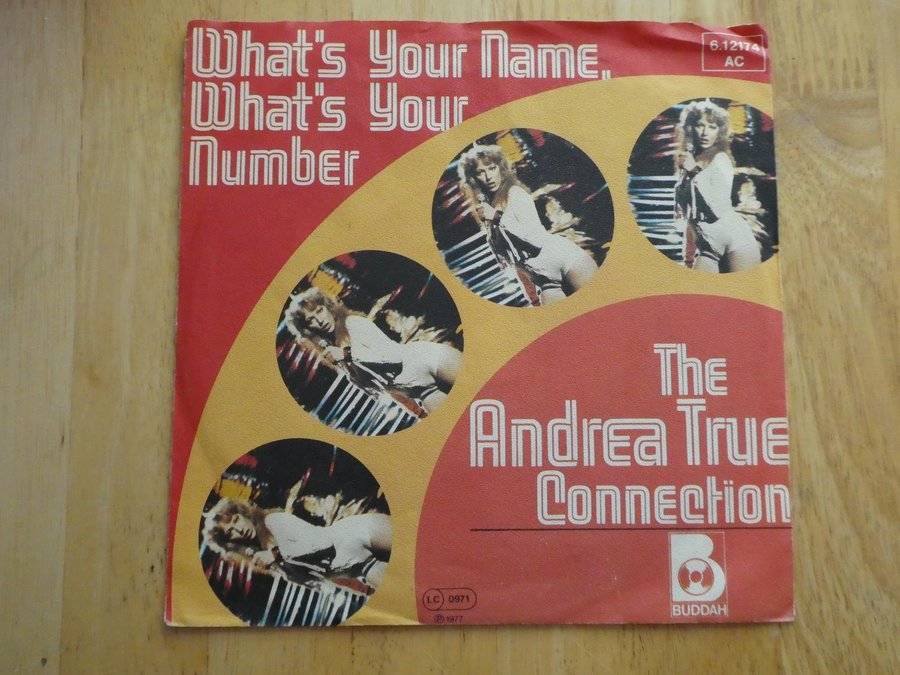 What's Your Name,
What's Your
Number
6.12174
AC
The
Andrea True
Connection
B
BUDDAH
LC 0971
℗ 1977